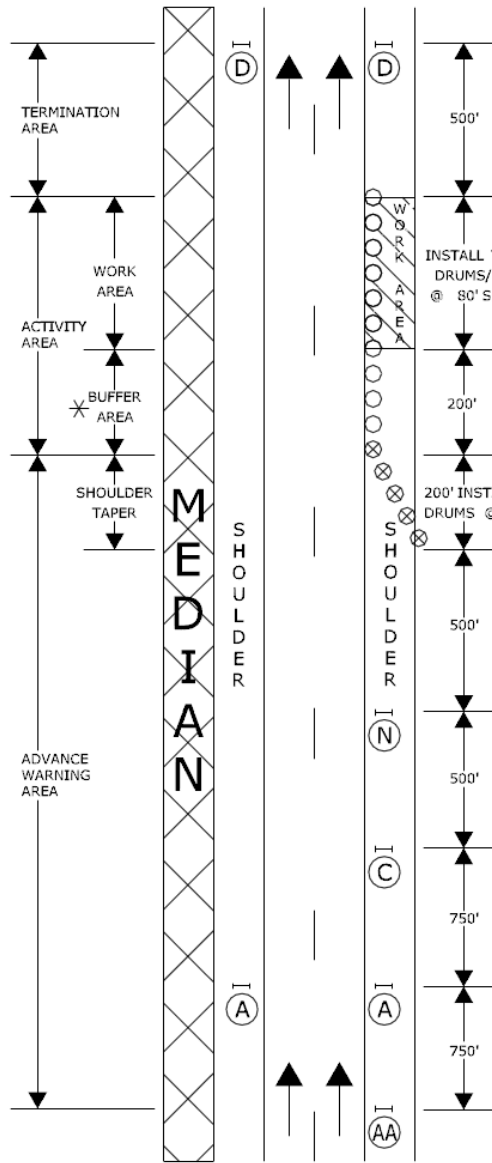 D
D
TERMINATION
AREA
500'
WORK
AREA
WORK AREA
INSTALL
DRUMS/
@ 80' S
ACTIVITY
AREA
BUFFER
AREA
200'
SHOULDER
TAPER
200' INST
DRUMS @
MEDIAN
SHOULDER
SHOULDER
500'
N
ADVANCE
WARNING
AREA
500'
C
750'
A
A
750'
AA